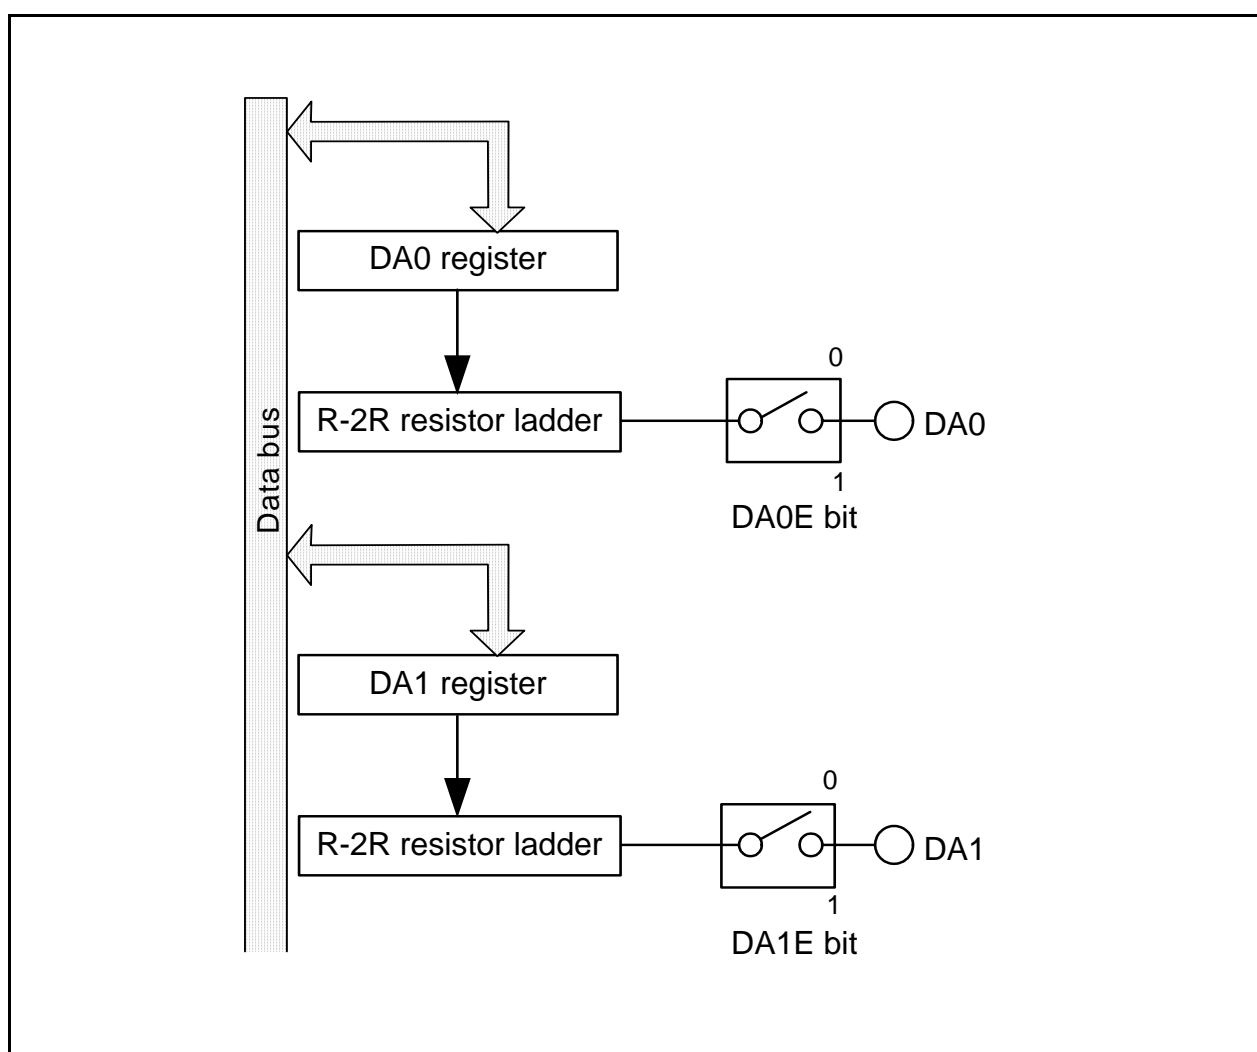 Data bus
DA0 register
R-2R resistor ladder
0
1
DA0E bit
DA0
DA1 register
R-2R resistor ladder
0
1
DA1E bit
DA1